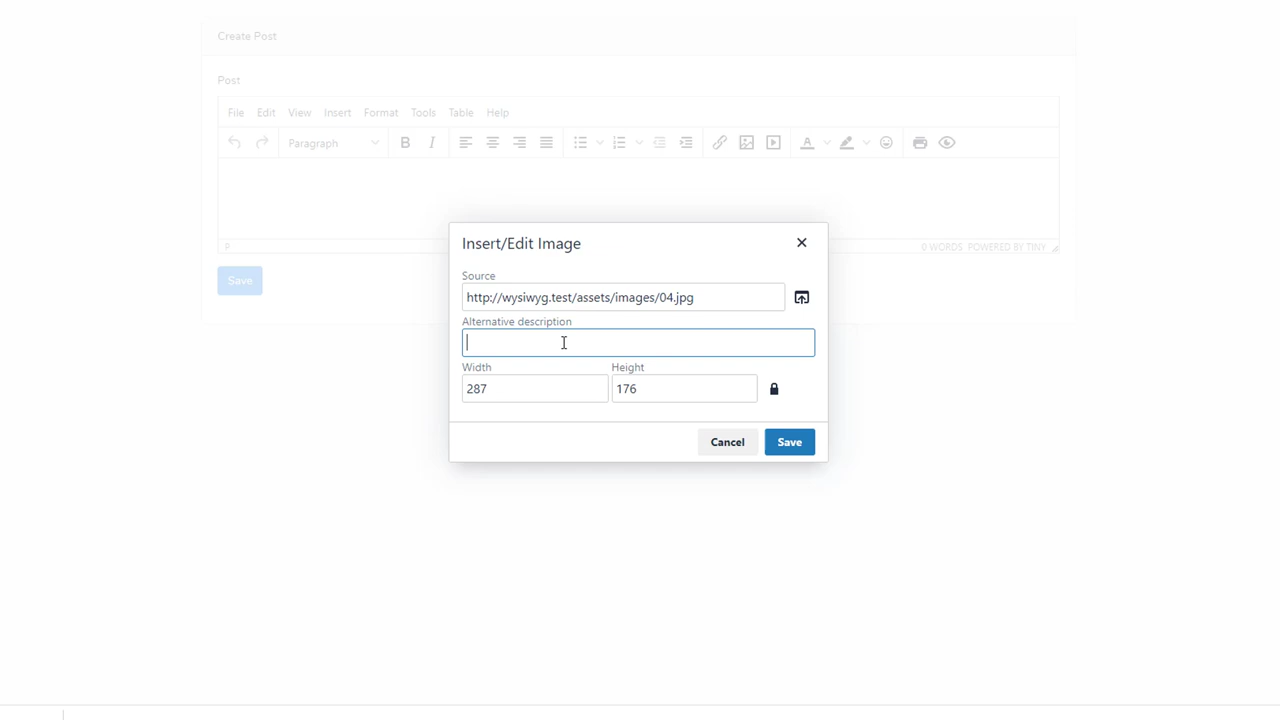 Create Post
Post
File Edit View Insert Format Tools Table Help
Paragraph B I A
P 0 WORDS POWERED BY TINY
Save
Insert/Edit Image
Source
http://wysiwyg.test/assets/images/04.jpg
Alternative description
Width Height
287 176
Cancel Save